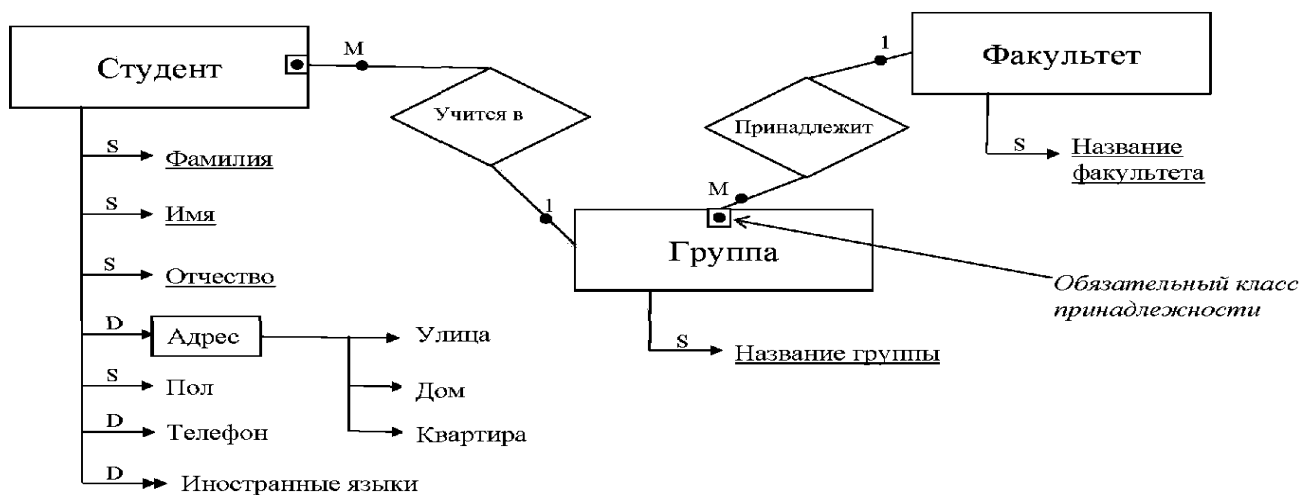 Студент
М
Учится в
1
Принадлежит
1
Факультет
S
Название
факультета
М
Группа
Обязательный класс
принадлежности
S
Название группы
S
Фамилия
S
Имя
S
Отчество
D
Адрес
Улица
Дом
Квартира
S
Пол
D
Телефон
D
Иностранные языки